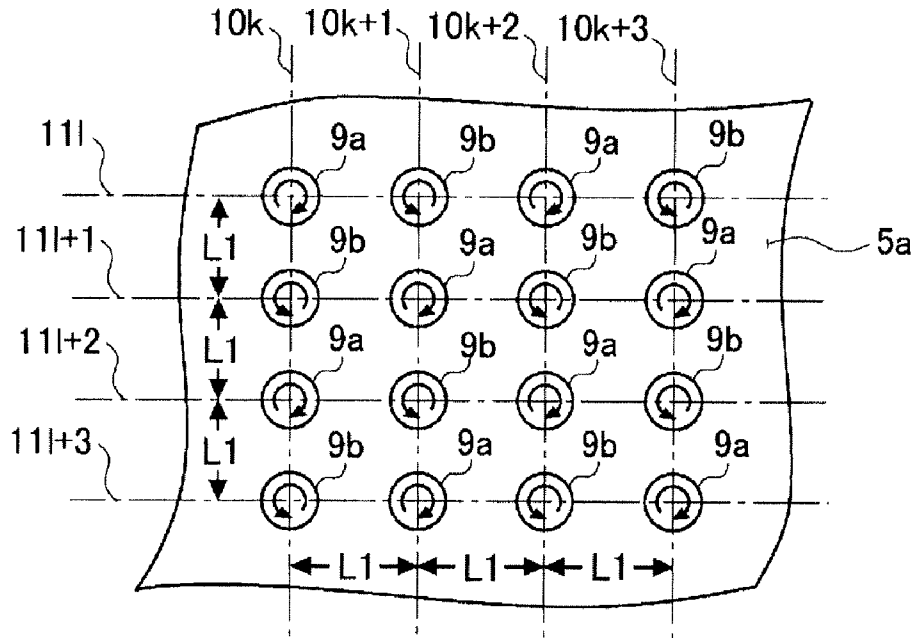 10k 10k+1 10k+2 10k+3
11l 9a 9b 9a 9b
11l+1 L1 9b 9a 9b 9a 5a
11l+2 L1 9a 9b 9a 9b
11l+3 L1 9b 9a 9b 9a
L1 L1 L1